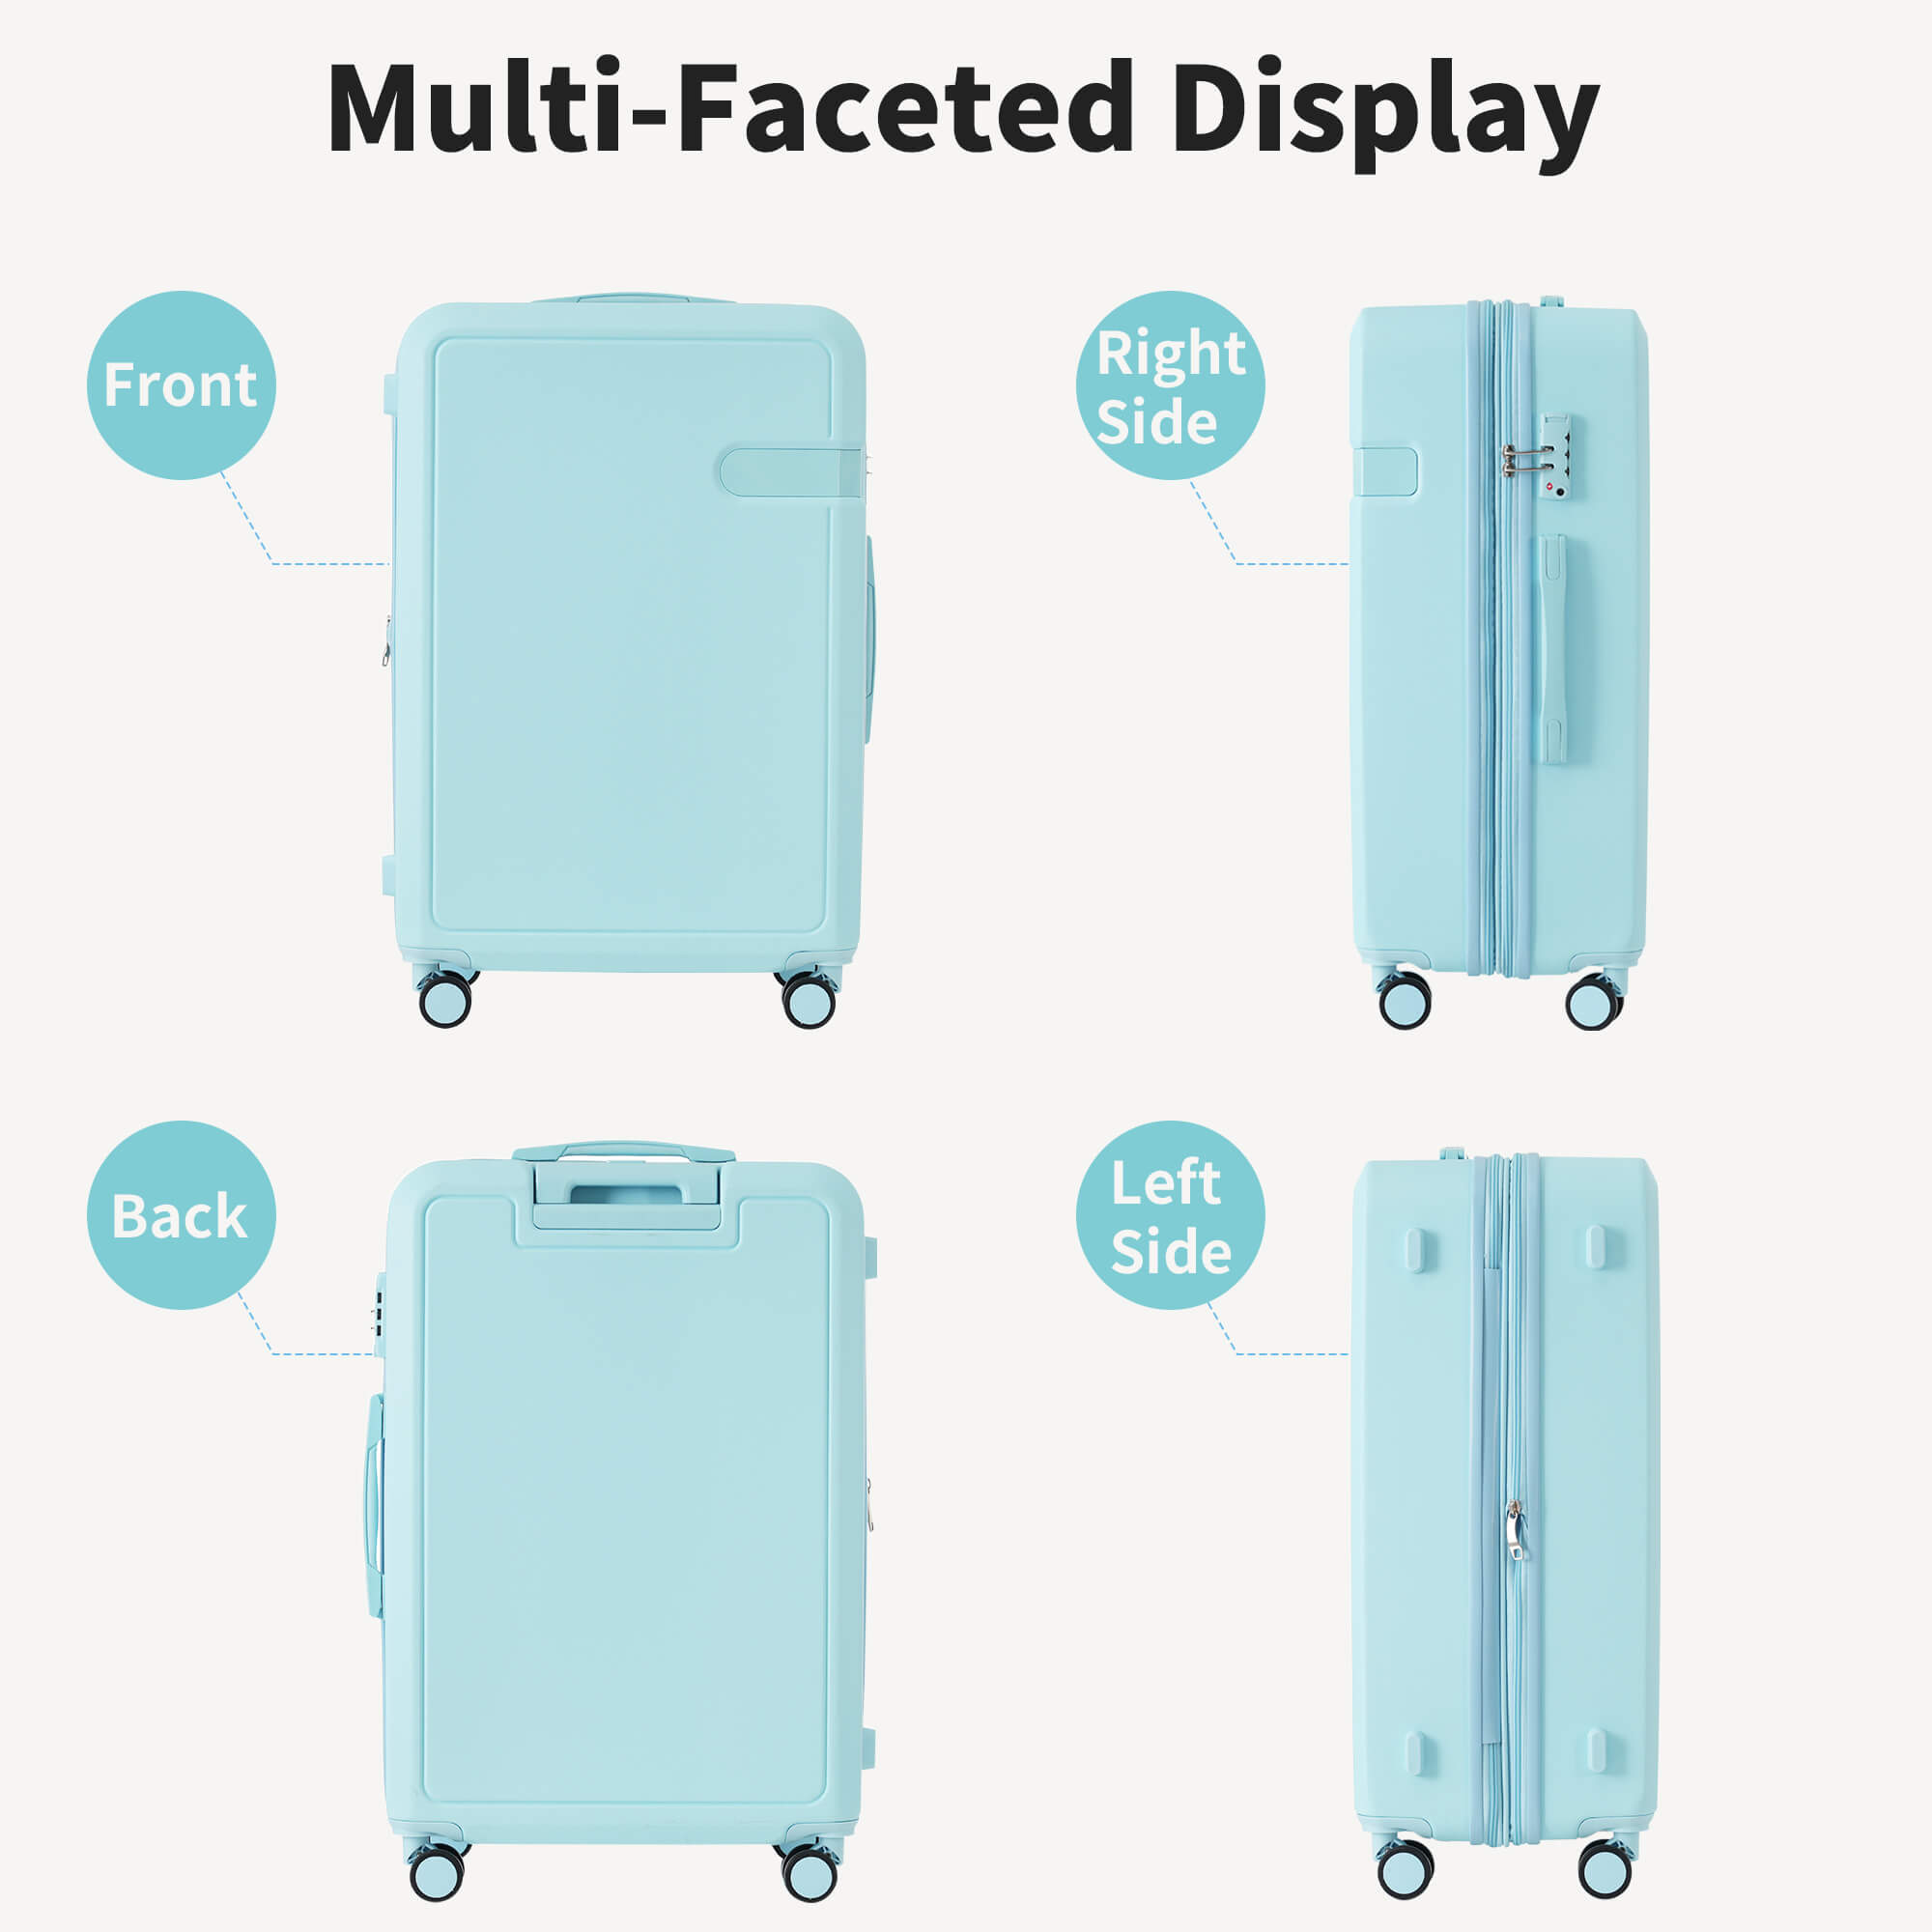 Multi-Faceted Display
Front
Right
Side
Back
Left
Side